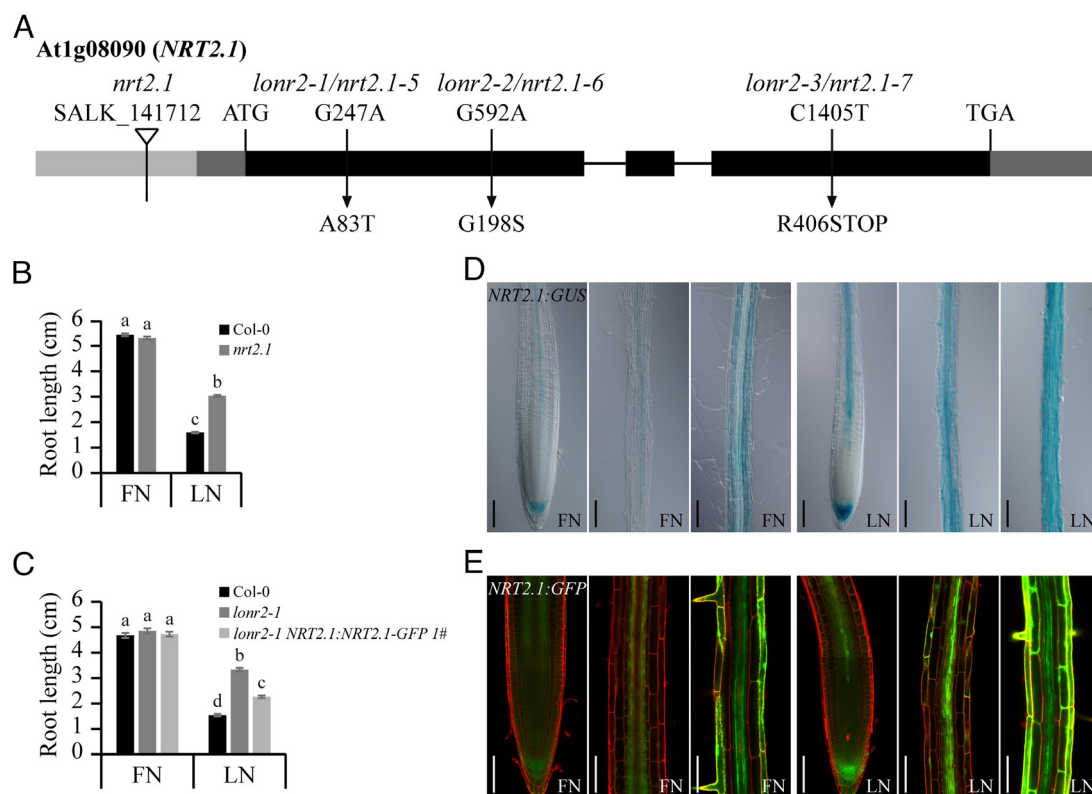 A
At1g08090 (NRT2.1)
nrt2.1 lonr2-1/nrt2.1-5 lonr2-2/nrt2.1-6 lonr2-3/nrt2.1-7
SALK_141712 ATG G247A G592A C1405T TGA
A83T G198S R406STOP
B
Root length (cm)
6
5
4
3
2
1
0
a a
c b
Col-0
nrt2.1
FN LN
C
Root length (cm)
6
5
4
3
2
1
0
a a a
d b c
Col-0
lonr2-1
lonr2-1 NRT2.1:NRT2.1-GFP 1#
FN LN
D
NRT2.1:GUS
FN FN FN LN LN LN
E
NRT2.1:GFP
FN FN FN LN LN LN